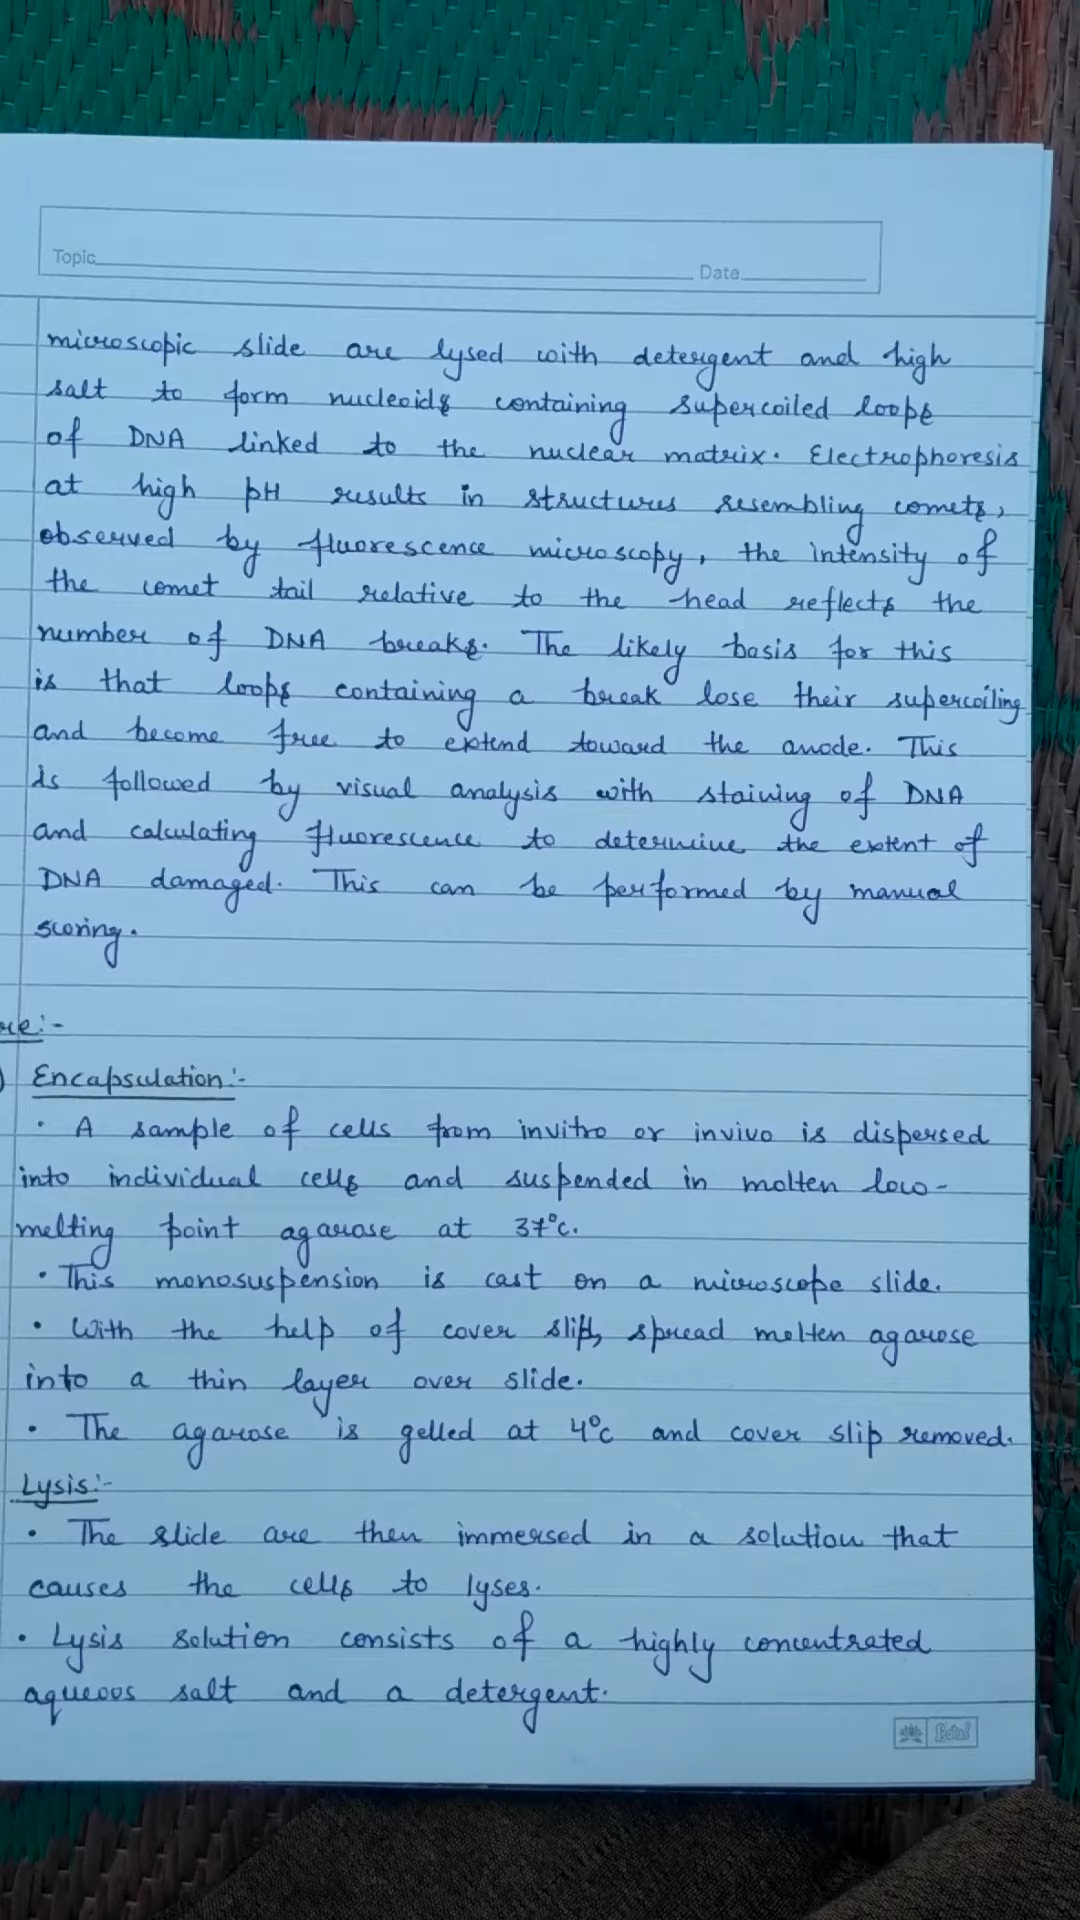 Topic Date
microscopic slide are lysed with detergent and high
salt to form nucleoids containing supercoiled loops
of DNA linked to the nuclear matrix. Electrophoresis
at high pH results in structures resembling comets,
observed by fluorescence microscopy, the intensity of
the comet tail relative to the head reflects the
number of DNA breaks. The likely basis for this
is that loops containing a break lose their supercoiling
and become free to extend toward the anode. This
is followed by visual analysis with staining of DNA
and calculating fluorescence to determine the extent of
DNA damaged. This can be performed by manual
scoring.
Encapsulation:-
• A sample of cells from invitro or invivo is dispersed
into individual cells and suspended in molten low-
melting point agarose at 37°c.
• This monosuspension is cast on a microscope slide.
• With the help of cover slip, spread molten agarose
into a thin layer over slide.
• The agarose is gelled at 4°c and cover slip removed.
Lysis:-
• The slide are then immersed in a solution that
causes the cells to lyses.
• Lysis solution consists of a highly concentrated
aqueous salt and a detergent.